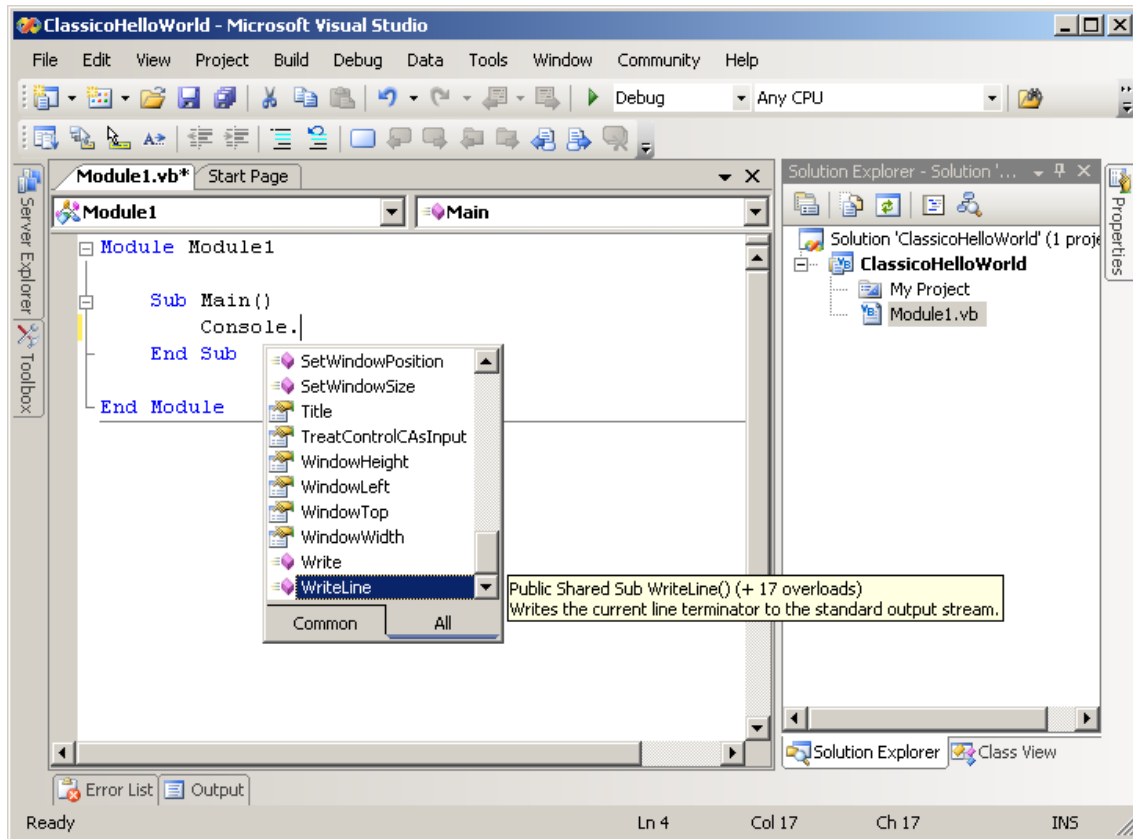 ClassicoHelloWorld - Microsoft Visual Studio
File Edit View Project Build Debug Data Tools Window Community Help
Debug Any CPU
Module1.vb* Start Page
Module1 Main
Module Module1
Sub Main()
Console.
End Sub
End Module
SetWindowPosition
SetWindowSize
Title
TreatControlCAsInput
WindowHeight
WindowLeft
WindowTop
WindowWidth
Write
WriteLine
Common All
Public Shared Sub WriteLine() (+ 17 overloads)
Writes the current line terminator to the standard output stream.
Server Explorer
Toolbox
Solution Explorer - Solution '...
Solution 'ClassicoHelloWorld' (1 proje
ClassicoHelloWorld
My Project
Module1.vb
Properties
Solution Explorer Class View
Error List Output
Ready Ln 4 Col 17 Ch 17 INS